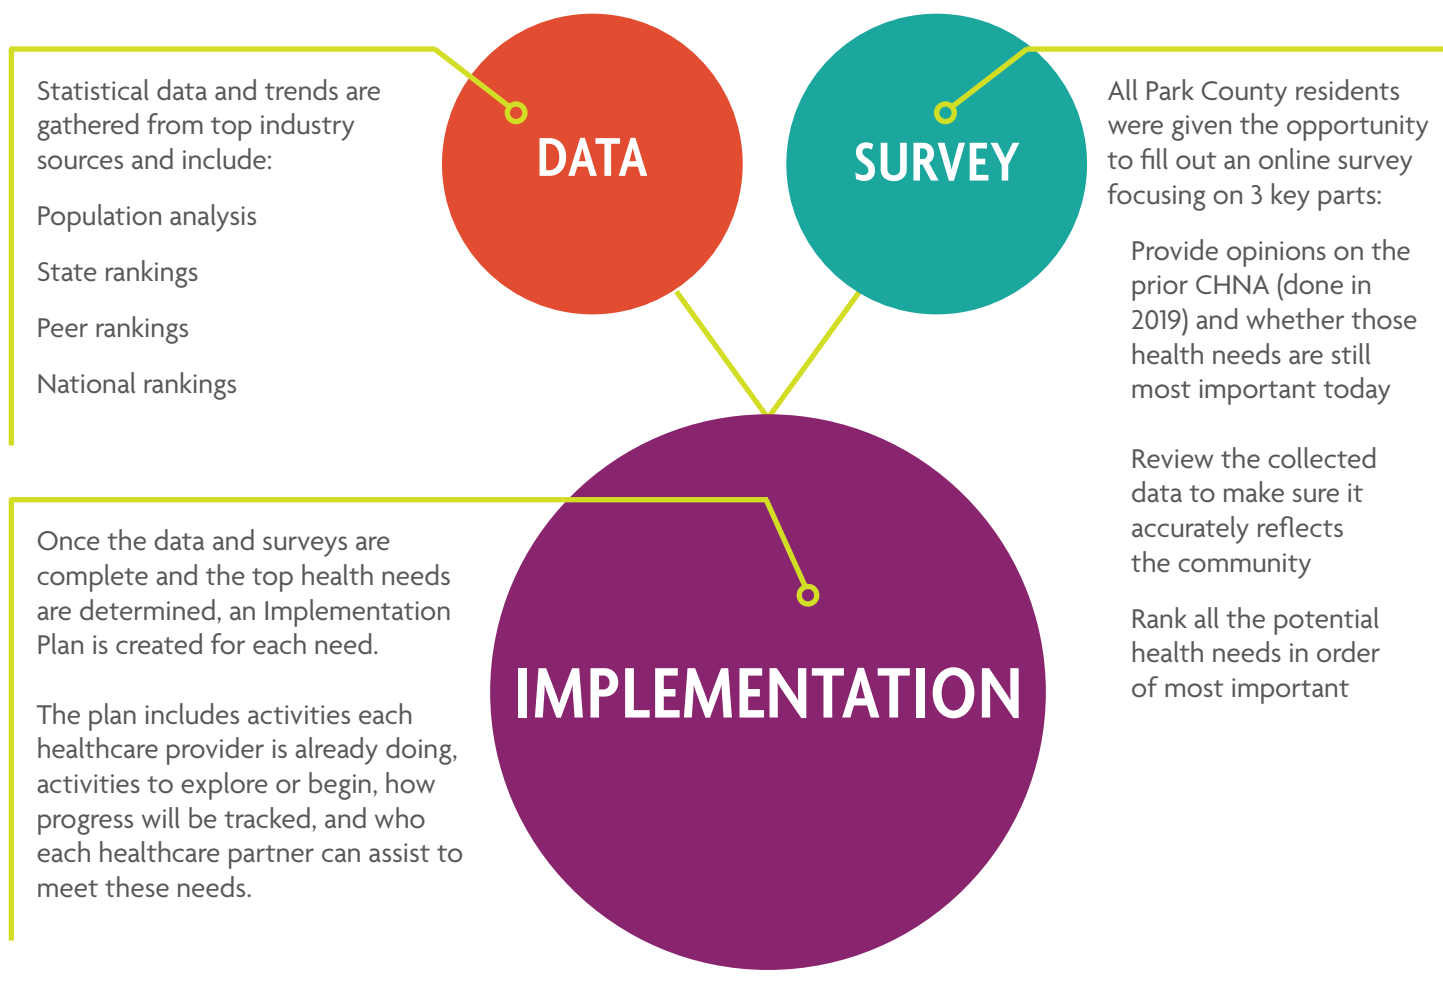 Statistical data and trends are
gathered from top industry
sources and include:
Population analysis
State rankings
Peer rankings
National rankings
DATA
SURVEY
All Park County residents
were given the opportunity
to fill out an online survey
focusing on 3 key parts:
Provide opinions on the
prior CHNA (done in
2019) and whether those
health needs are still
most important today
Review the collected
data to make sure it
accurately reflects
the community
Rank all the potential
health needs in order
of most important
Once the data and surveys are
complete and the top health needs
are determined, an Implementation
Plan is created for each need.
The plan includes activities each
healthcare provider is already doing,
activities to explore or begin, how
progress will be tracked, and who
each healthcare partner can assist to
meet these needs.
IMPLEMENTATION